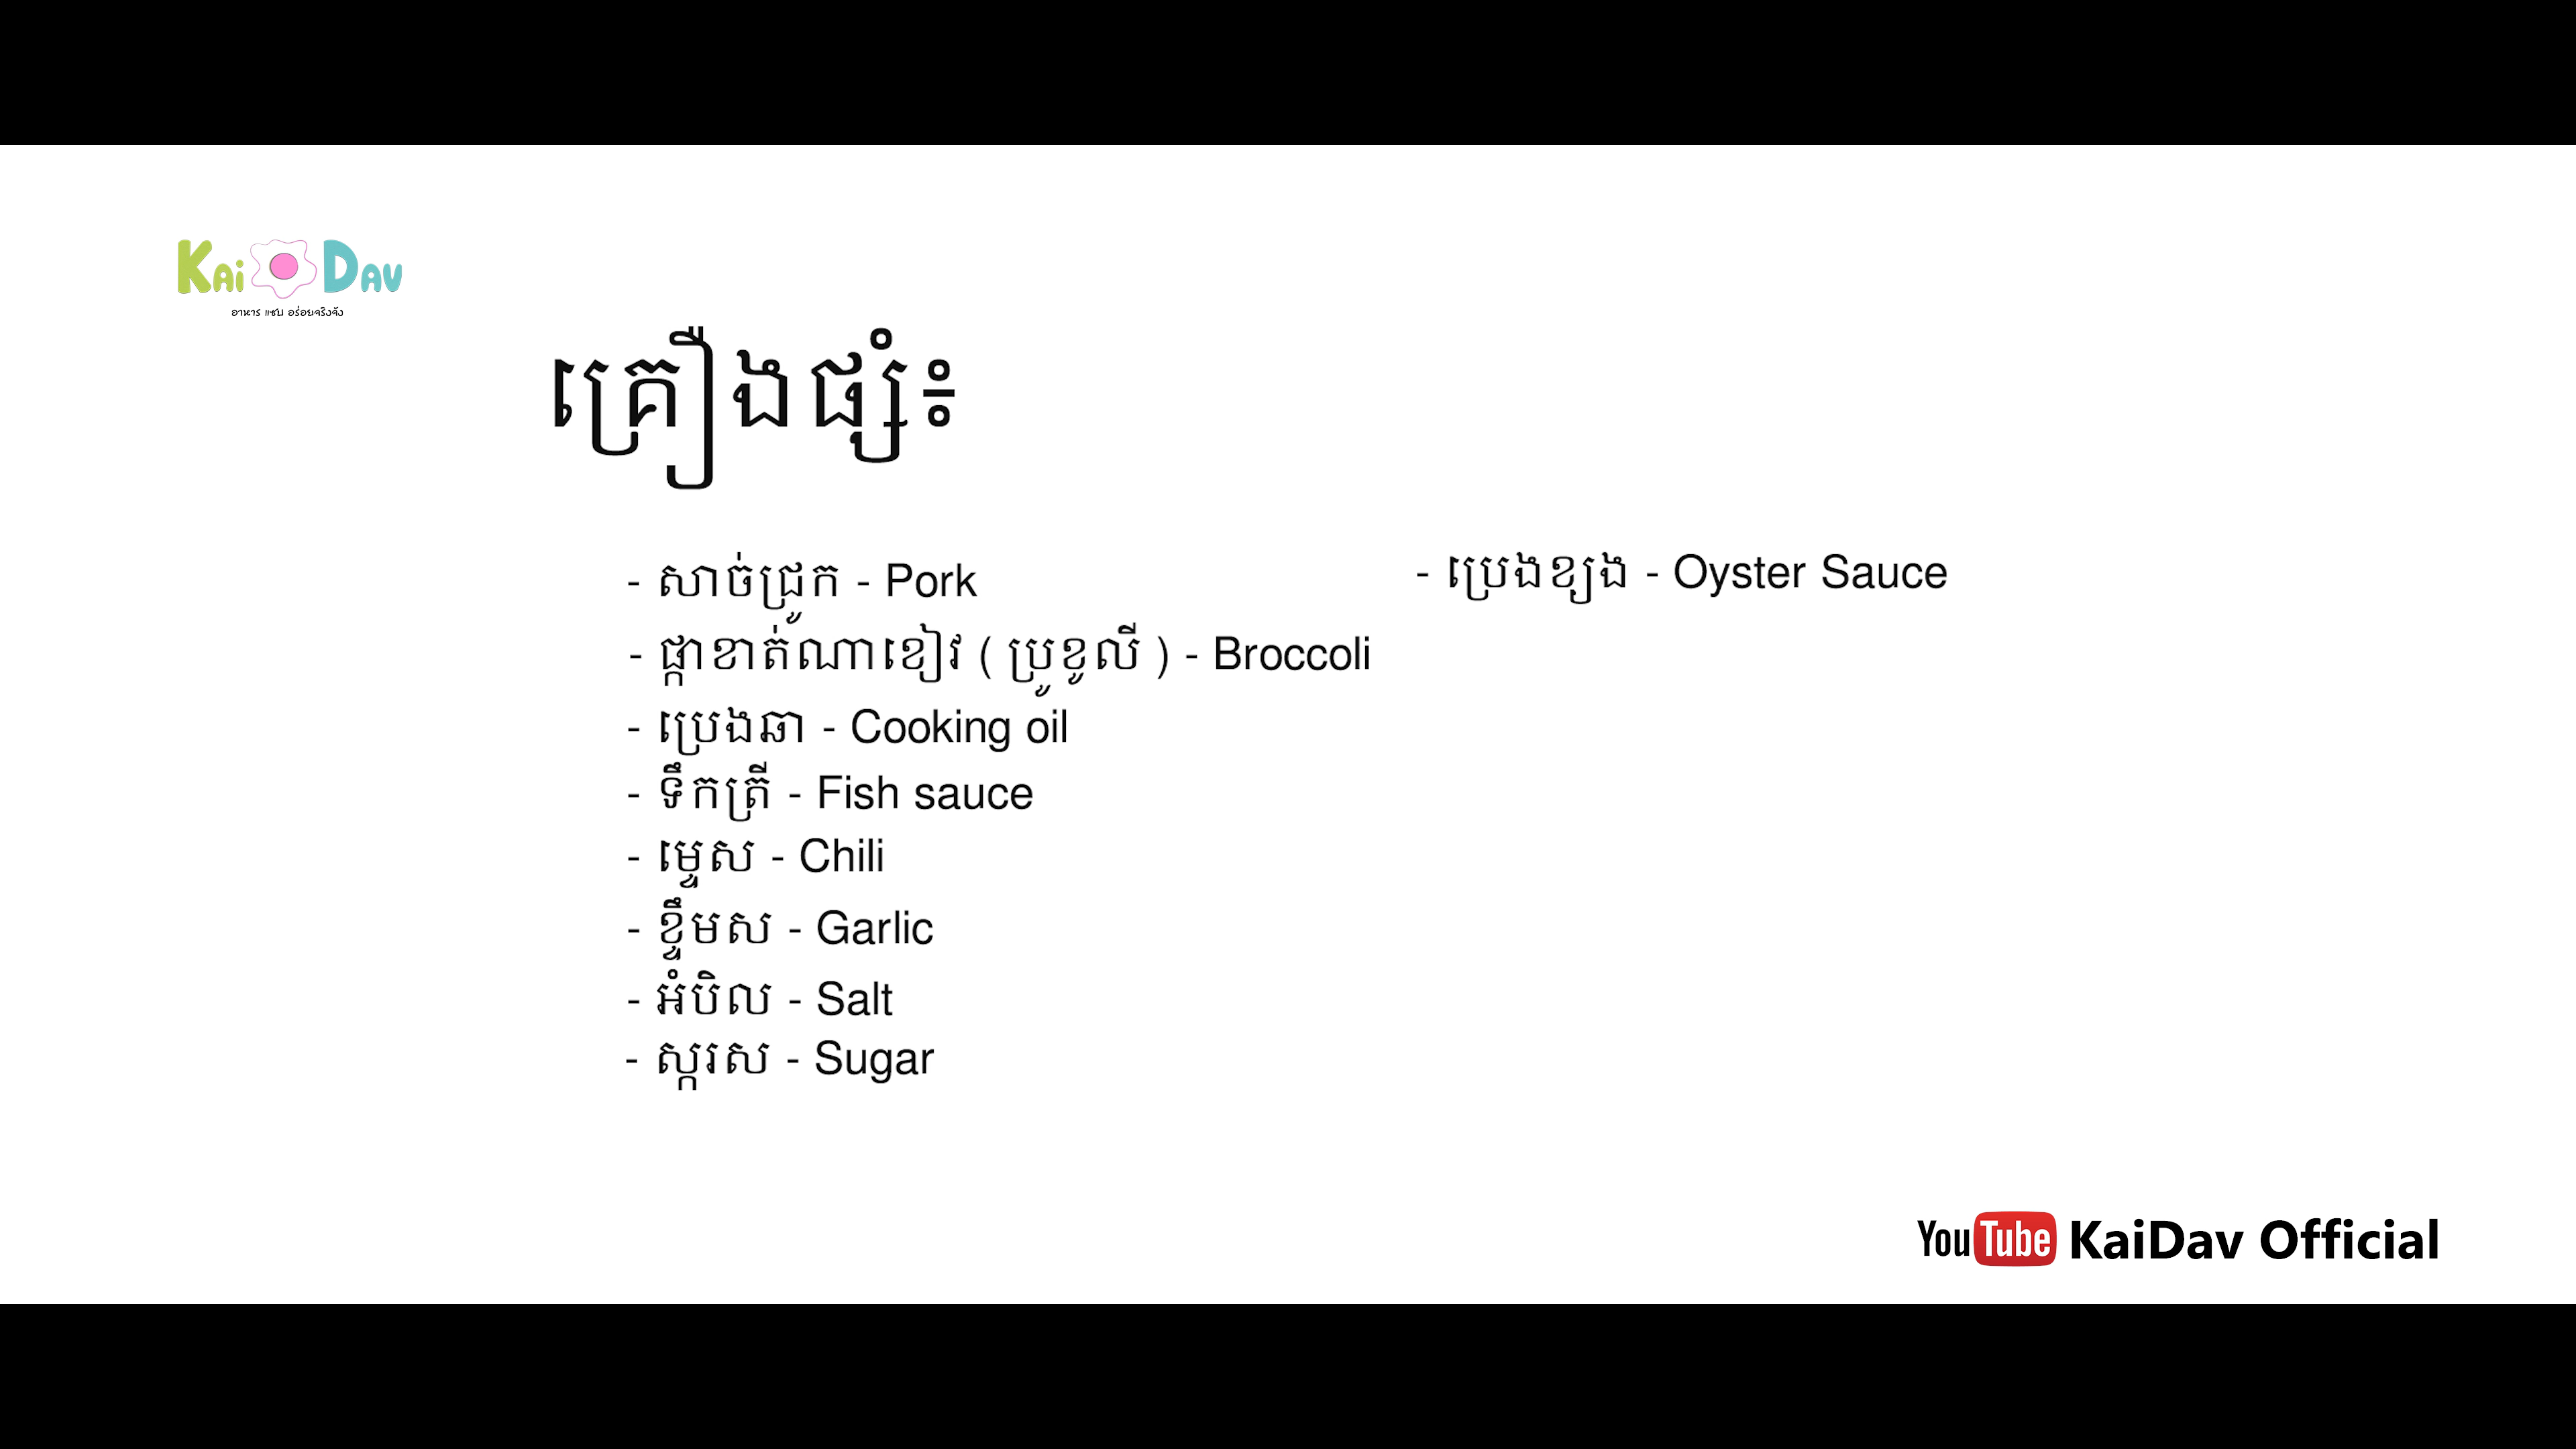 Kai Dav
อาหาร แซบ อร่อยจริงจัง
គ្រឿងផ្សំ៖
- សាច់ជ្រូក - Pork
- ផ្កាខាត់ណាខៀវ ( ប្រូខូលី ) - Broccoli
- ប្រេងឆា - Cooking oil
- ទឹកត្រី - Fish sauce
- ម្ទេស - Chili
- ខ្ទឹមស - Garlic
- អំបិល - Salt
- ស្ករស - Sugar
- ប្រេងខ្យង - Oyster Sauce
YouTube KaiDav Official